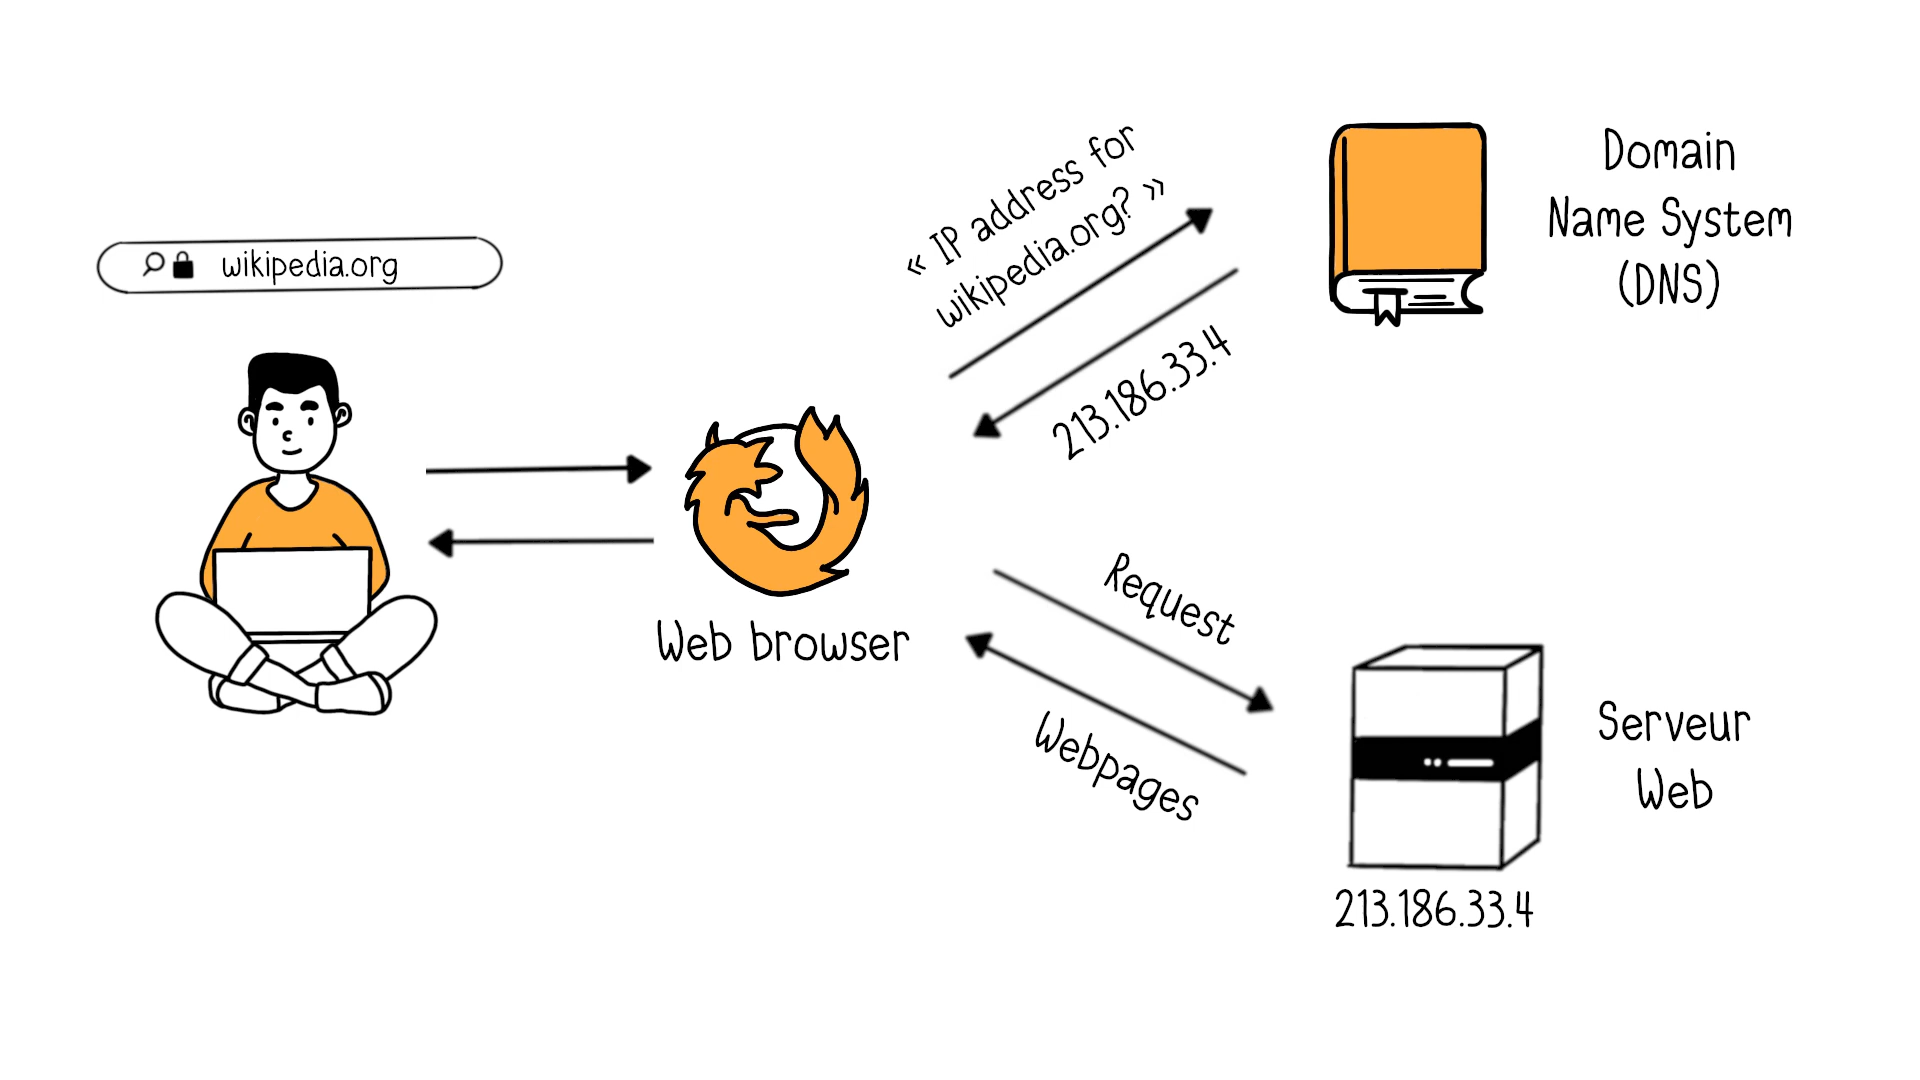 wikipedia.org
« IP address for
wikipedia.org? »
213.186.33.4
Domain
Name System
(DNS)
Web browser
Request
Webpages
Serveur
Web
213.186.33.4